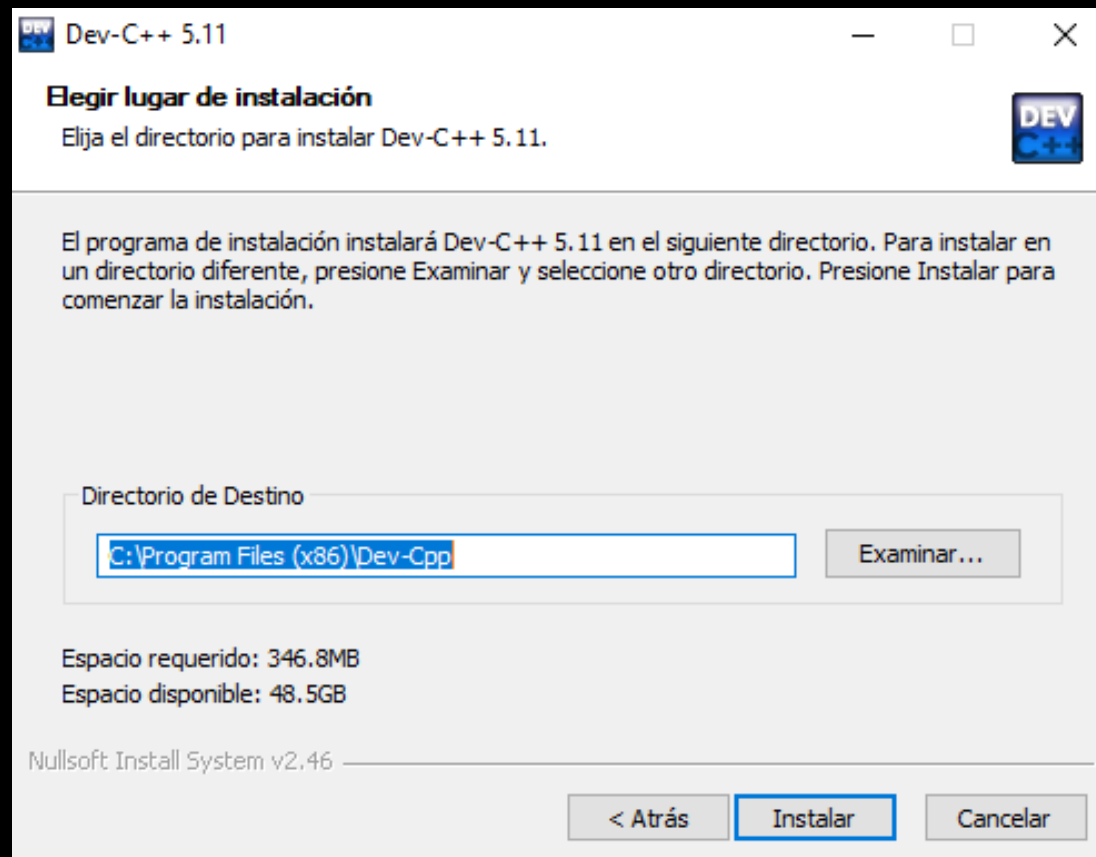 DEV C++ Dev-C++ 5.11
Elegir lugar de instalación
Elija el directorio para instalar Dev-C++ 5.11.
DEV
C++
El programa de instalación instalará Dev-C++ 5.11 en el siguiente directorio. Para instalar en
un directorio diferente, presione Examinar y seleccione otro directorio. Presione Instalar para
comenzar la instalación.
Directorio de Destino
C:\Program Files (x86)\Dev-Cpp
Examinar...
Espacio requerido: 346.8MB
Espacio disponible: 48.5GB
Nullsoft Install System v2.46
< Atrás
Instalar
Cancelar